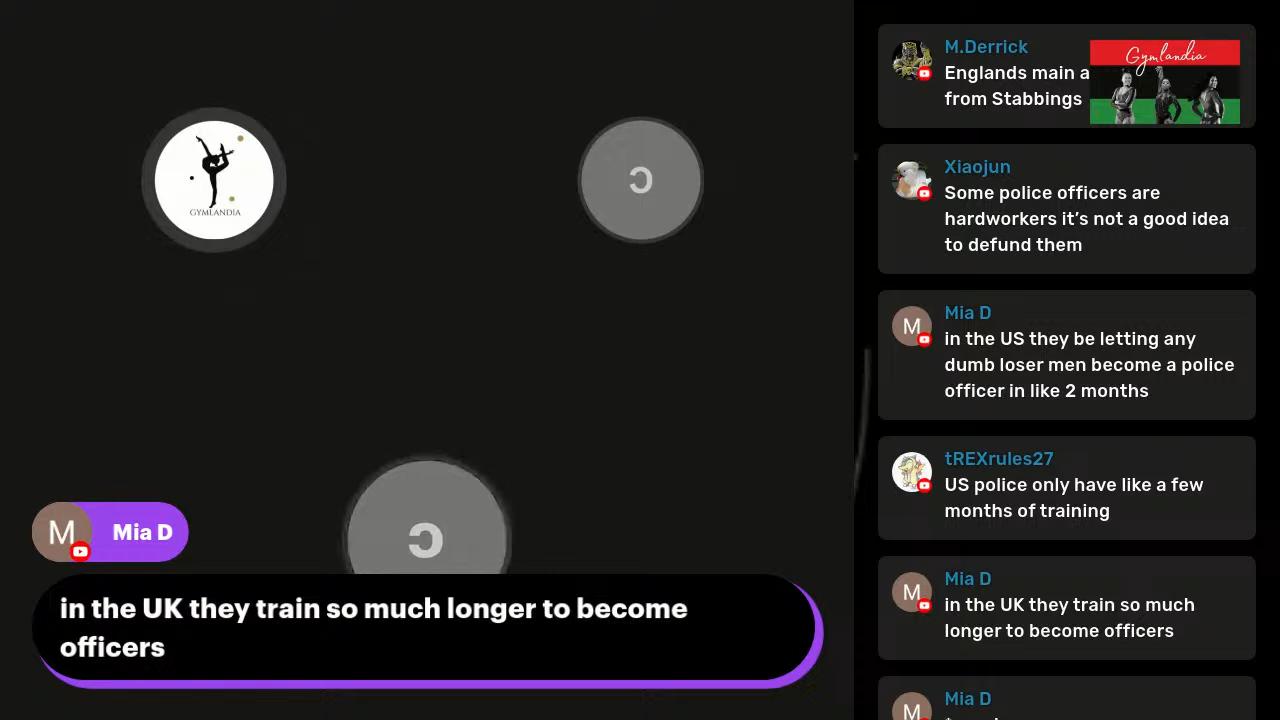 GYMLANDIA
M
Mia D
in the UK they train so much longer to become
officers
M.Derrick
Englands main a
from Stabbings
Gymlandia
Xiaojun
Some police officers are
hardworkers it’s not a good idea
to defund them
M
Mia D
in the US they be letting any
dumb loser men become a police
officer in like 2 months
tREXrules27
US police only have like a few
months of training
M
Mia D
in the UK they train so much
longer to become officers
M
Mia D